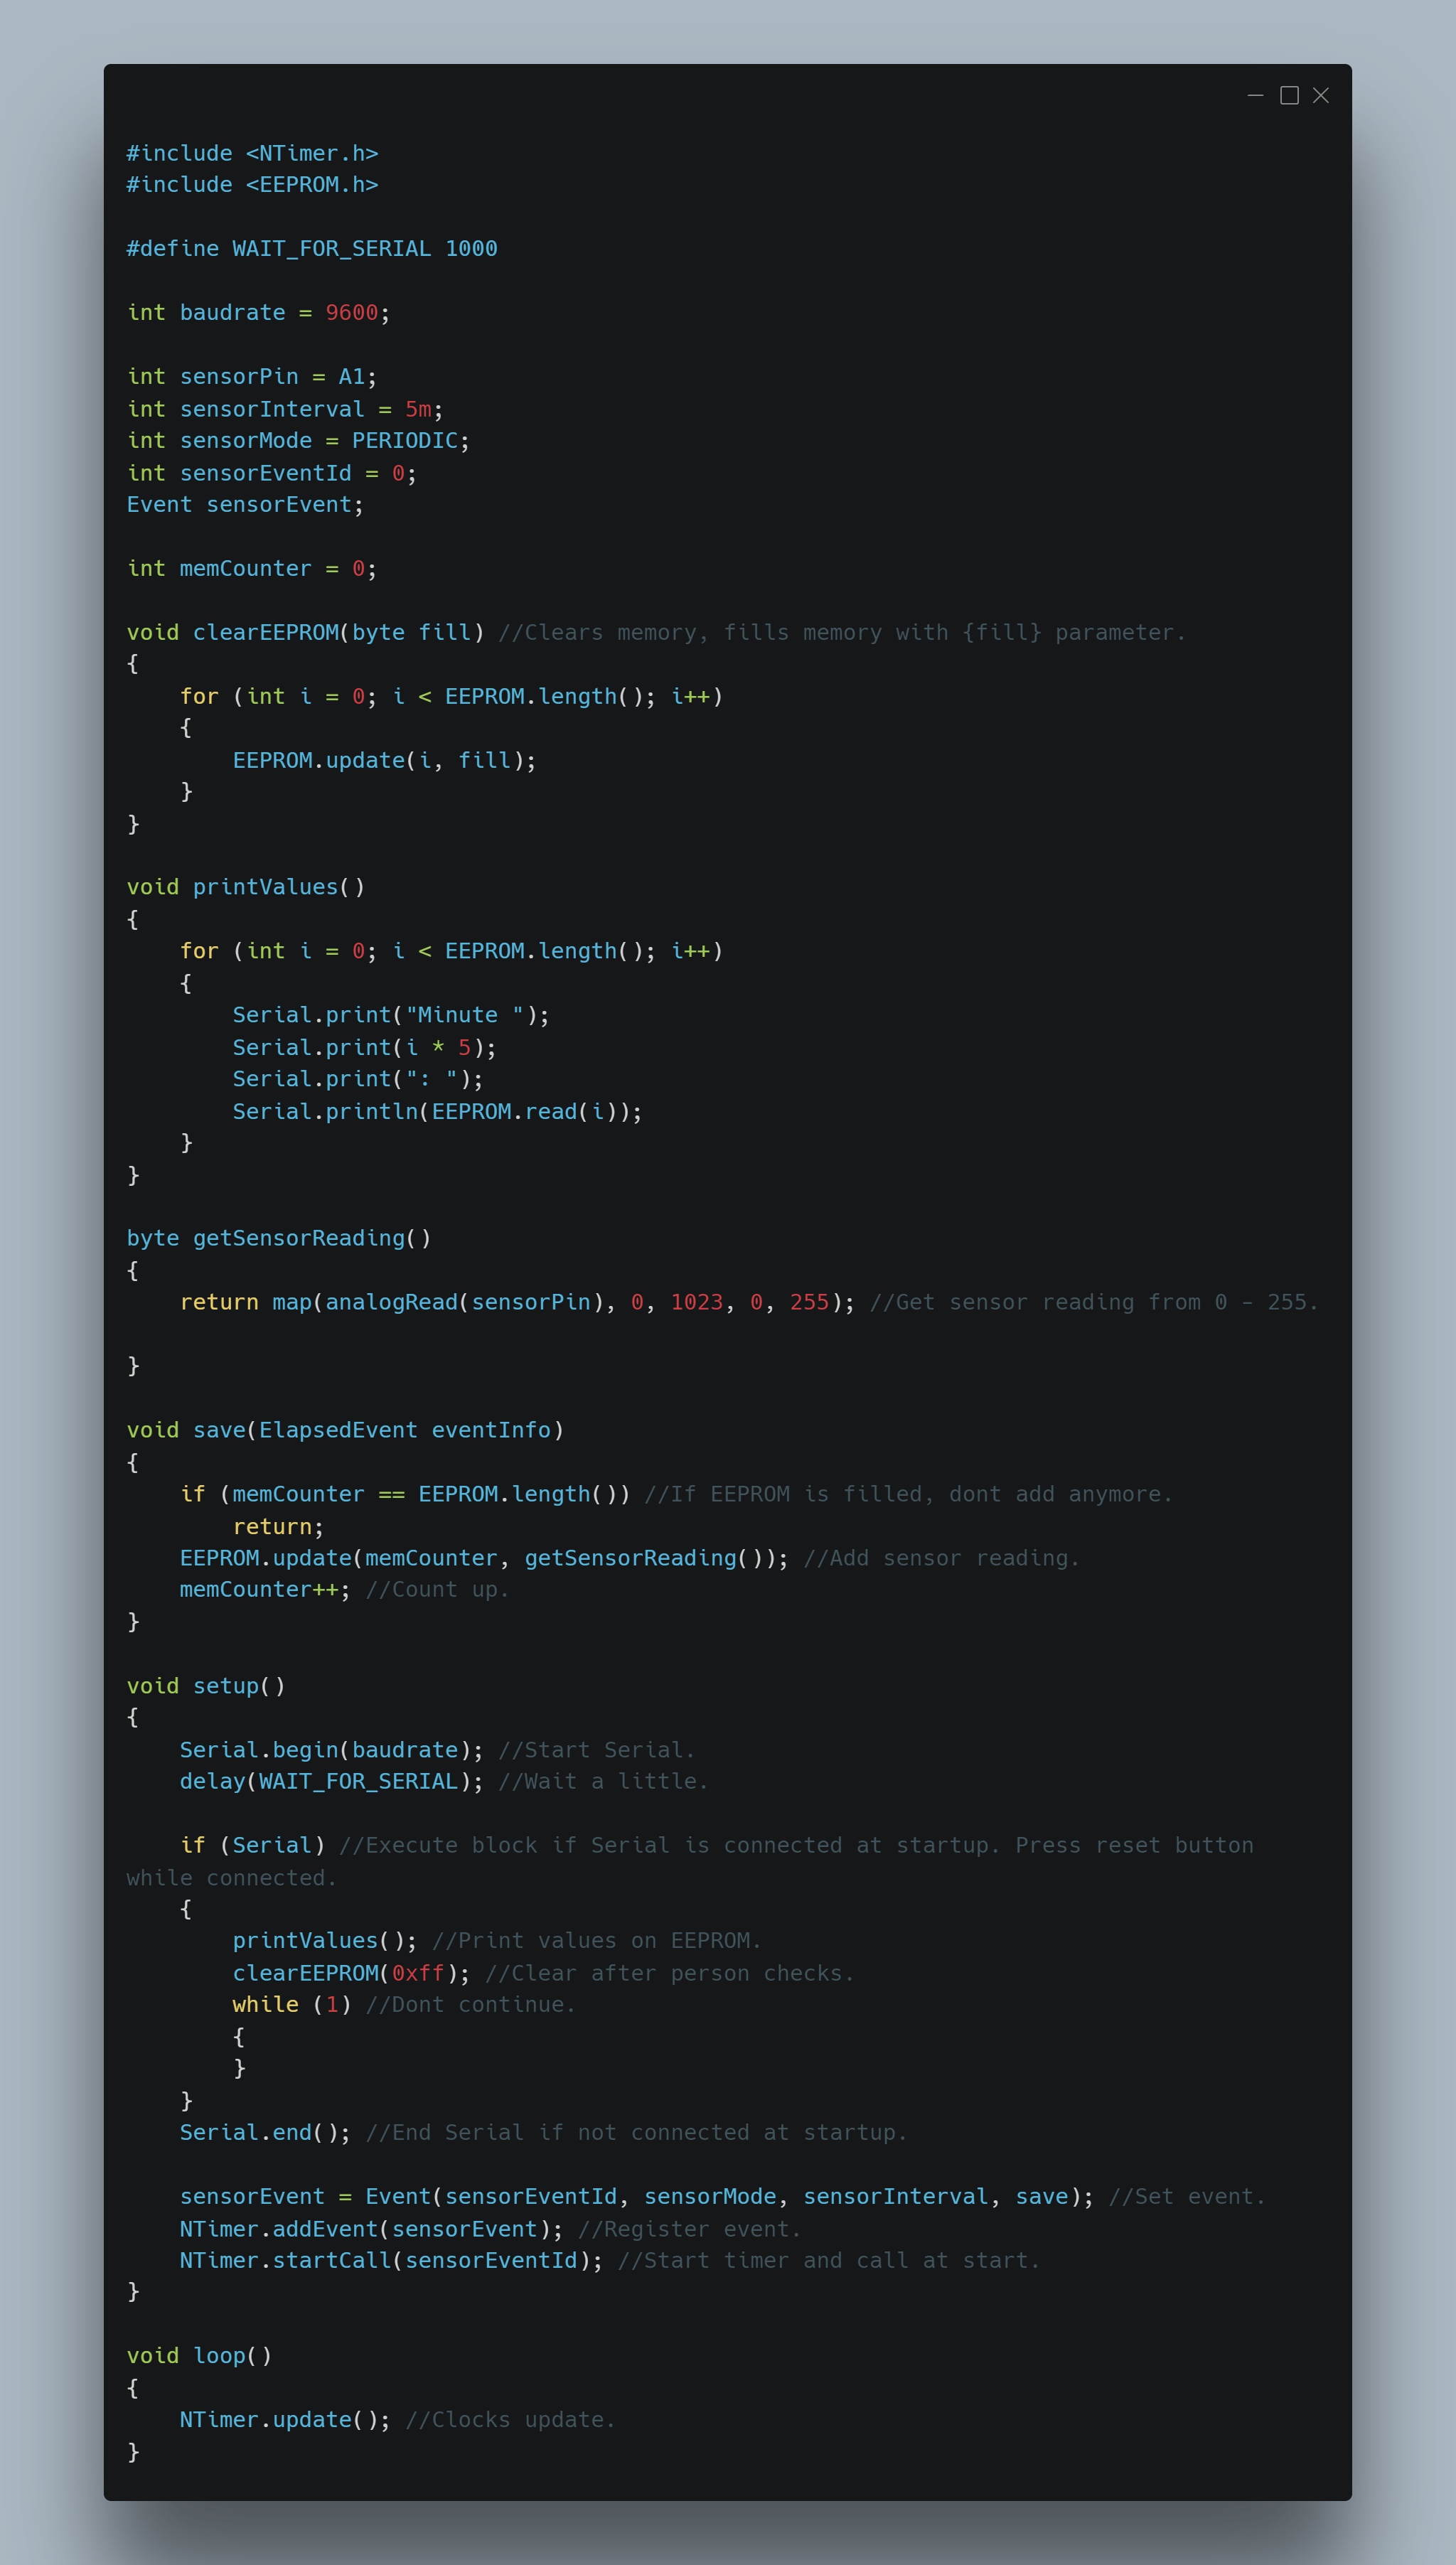 #include <NTimer.h>
#include <EEPROM.h>

#define WAIT_FOR_SERIAL 1000

int baudrate = 9600;

int sensorPin = A1;
int sensorInterval = 5m;
int sensorMode = PERIODIC;
int sensorEventId = 0;
Event sensorEvent;

int memCounter = 0;

void clearEEPROM(byte fill) //Clears memory, fills memory with {fill} parameter.
{
    for (int i = 0; i < EEPROM.length(); i++)
    {
        EEPROM.update(i, fill);
    }
}

void printValues()
{
    for (int i = 0; i < EEPROM.length(); i++)
    {
        Serial.print("Minute ");
        Serial.print(i * 5);
        Serial.print(": ");
        Serial.println(EEPROM.read(i));
    }
}

byte getSensorReading()
{
    return map(analogRead(sensorPin), 0, 1023, 0, 255); //Get sensor reading from 0 - 255.

}

void save(ElapsedEvent eventInfo)
{
    if (memCounter == EEPROM.length()) //If EEPROM is filled, dont add anymore.
        return;
    EEPROM.update(memCounter, getSensorReading()); //Add sensor reading.
    memCounter++; //Count up.
}

void setup()
{
    Serial.begin(baudrate); //Start Serial.
    delay(WAIT_FOR_SERIAL); //Wait a little.

    if (Serial) //Execute block if Serial is connected at startup. Press reset button
while connected.
    {
        printValues(); //Print values on EEPROM.
        clearEEPROM(0xff); //Clear after person checks.
        while (1) //Dont continue.
        {
        }
    }
    Serial.end(); //End Serial if not connected at startup.

    sensorEvent = Event(sensorEventId, sensorMode, sensorInterval, save); //Set event.
    NTimer.addEvent(sensorEvent); //Register event.
    NTimer.startCall(sensorEventId); //Start timer and call at start.
}

void loop()
{
    NTimer.update(); //Clocks update.
}